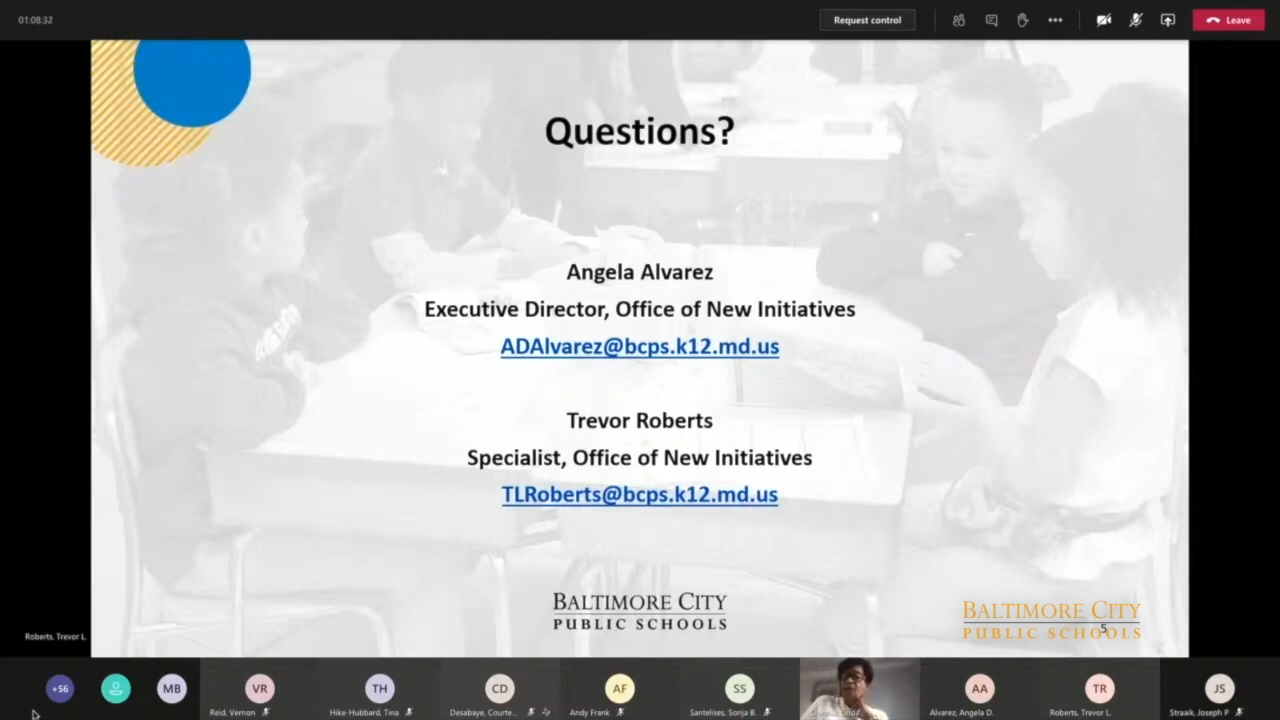 01:08:32
Request control
Leave
Questions?
Angela Alvarez
Executive Director, Office of New Initiatives
ADAlvarez@bcps.k12.md.us
Trevor Roberts
Specialist, Office of New Initiatives
TLRoberts@bcps.k12.md.us
BALTIMORE CITY
PUBLIC SCHOOLS
BALTIMORE CITY
PUBLIC SCHOOLS
5
Roberts, Trevor L.
+56
MB
VR
TH
CD
AF
SS
AA
TR
JS
Reid, Vernon
Hike-Hubbard, Tina
Desabaye, Courte...
Andy Frank
Santelises, Sonja B.
Alvarez, Angela D.
Roberts, Trevor L.
Straaik, Joseph P